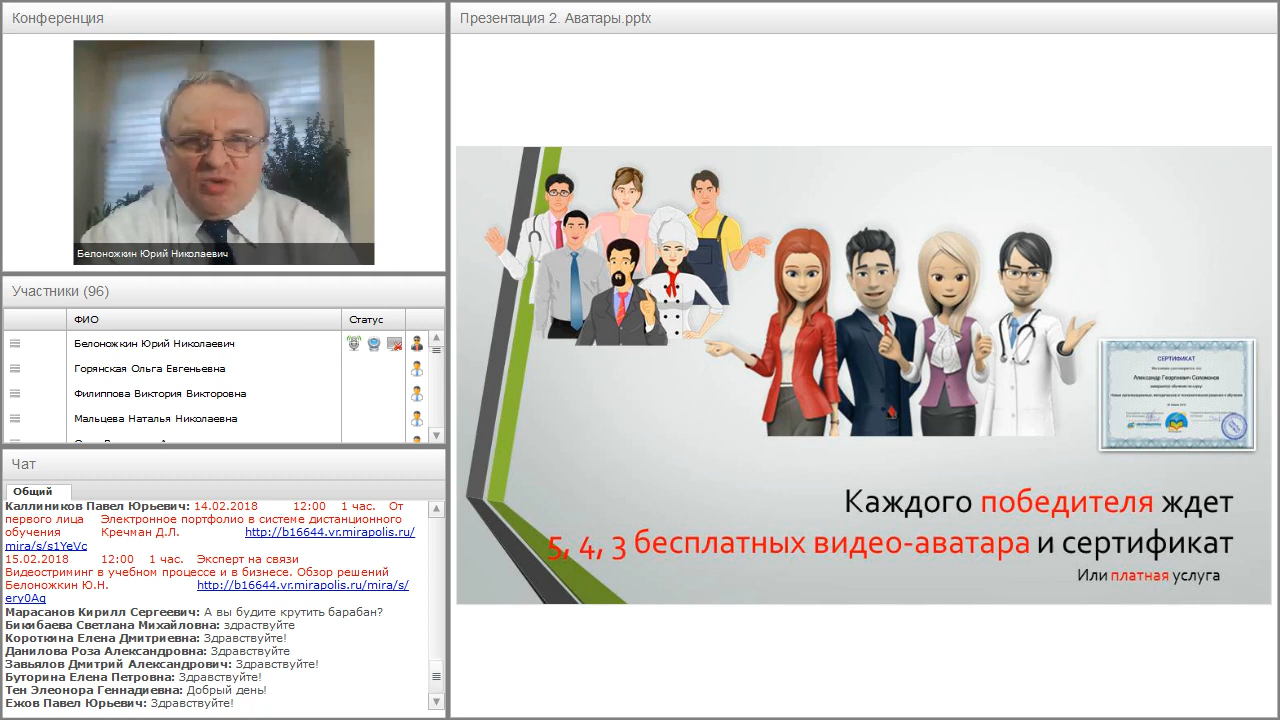 Конференция
Белоножкин Юрий Николаевич
Участники (96)
ФИО
Статус
Белоножкин Юрий Николаевич
Горянская Ольга Евгеньевна
Филиппова Виктория Викторовна
Мальцева Наталья Николаевна
Чат
Общий
Каллиников Павел Юрьевич: 14.02.2018 12:00 1 час. От
первого лица Электронное портфолио в системе дистанционного
обучения Кречман Д.Л. http://b16644.vr.mirapolis.ru/
mira/s/s1YeVc
15.02.2018 12:00 1 час. Эксперт на связи
Видеостриминг в учебном процессе и в бизнесе. Обзор решений
Белоножкин Ю.Н. http://b16644.vr.mirapolis.ru/mira/s/
ery0Aq
Марасанов Кирилл Сергеевич: А вы будите крутить барабан?
Бикибаева Светлана Михайловна: здраствуйте
Короткина Елена Дмитриевна: Здравствуйте!
Данилова Роза Александровна: Здравствуйте
Завьялов Дмитрий Александрович: Здравствуйте!
Буторина Елена Петровна: Здравствуйте!
Тен Элеонора Геннадиевна: Добрый день!
Ежов Павел Юрьевич: Здравствуйте!
Презентация 2. Аватары.pptx
СЕРТИФИКАТ
Александр Георгиевич Соломонов
Каждого победителя ждет
5, 4, 3 бесплатных видео-аватара и сертификат
Или платная услуга